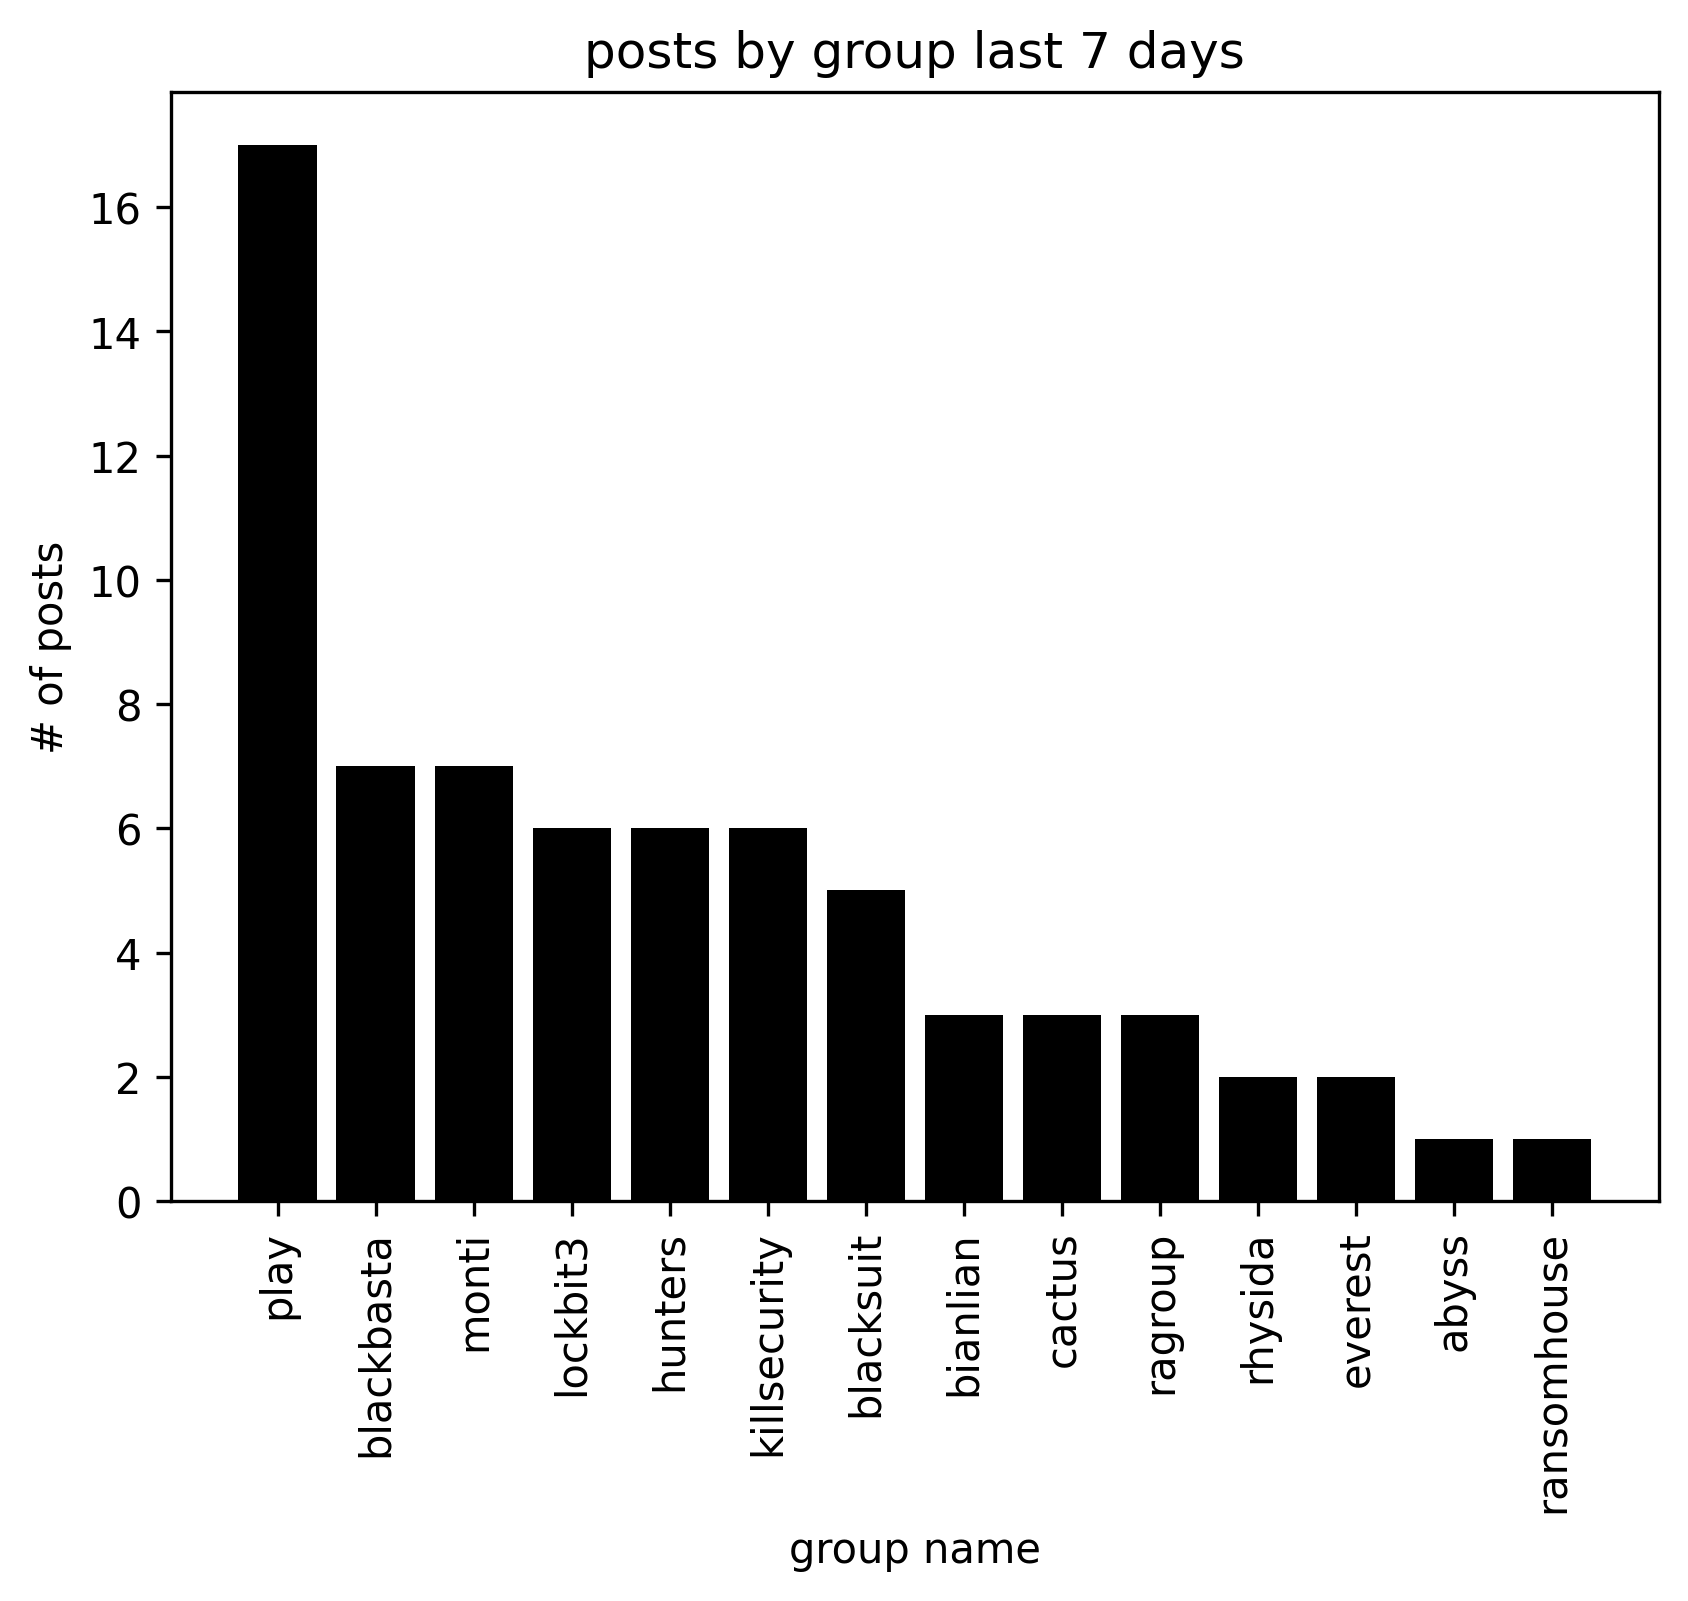 posts by group last 7 days
# of posts
16
14
12
10
8
6
4
2
0
play
blackbasta
monti
lockbit3
hunters
killsecurity
blacksuit
bianlian
cactus
ragroup
rhysida
everest
abyss
ransomhouse
group name